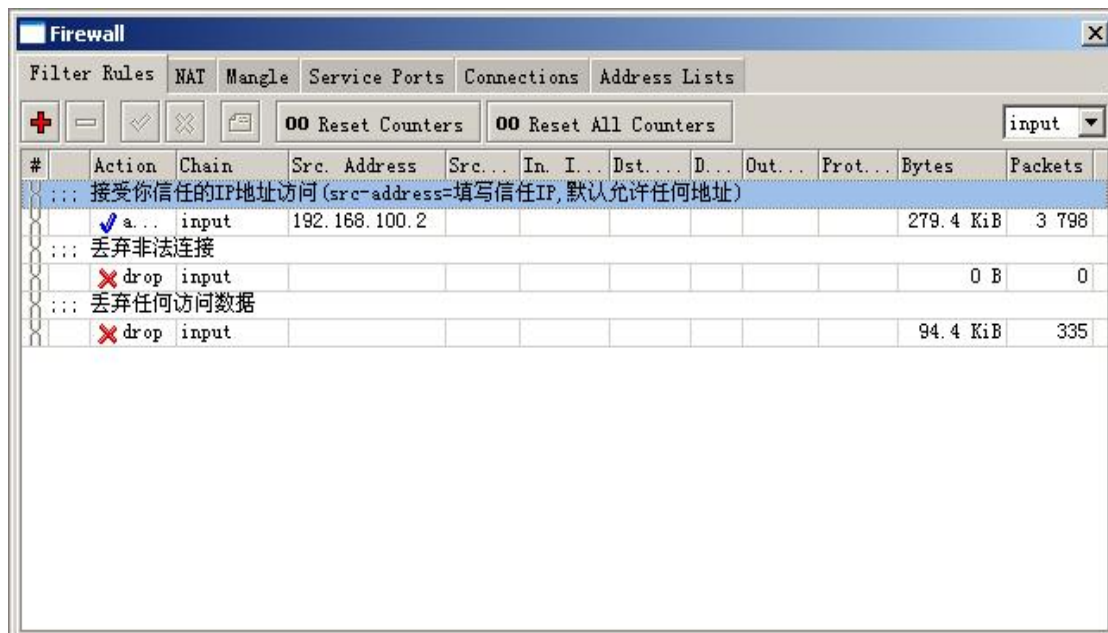 Firewall
Filter Rules NAT Mangle Service Ports Connections Address Lists
00 Reset Counters 00 Reset All Counters input
# Action Chain Src. Address Src... In. I... Dst.... D... Out... Prot... Bytes Packets
;;; 接受你信任的IP地址访问(src-address=填写信任IP,默认允许任何地址)
a... input 192.168.100.2 279.4 KiB 3 798
;;; 丢弃非法连接
drop input 0 B 0
;;; 丢弃任何访问数据
drop input 94.4 KiB 335